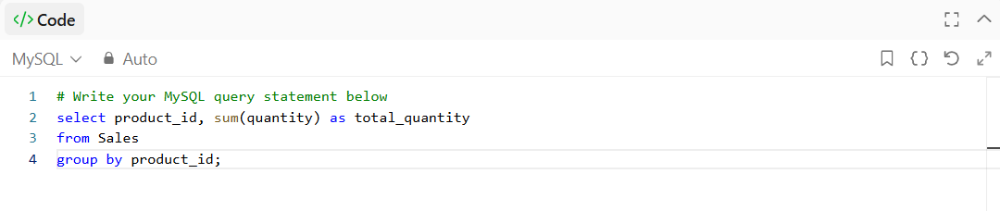 </> Code
MySQL Auto
1 # Write your MySQL query statement below
2 select product_id, sum(quantity) as total_quantity
3 from Sales
4 group by product_id;